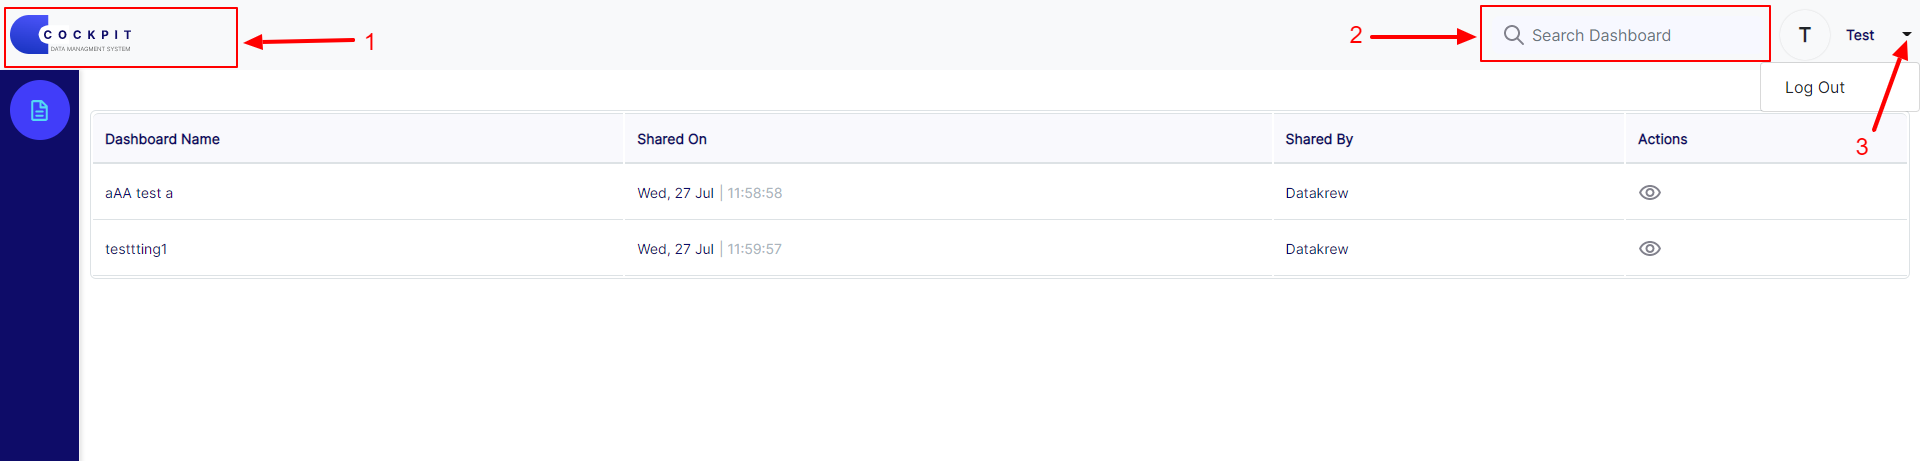 COCKPIT
DATA MANAGMENT SYSTEM
1
2
Search Dashboard
T
Test
Log Out
3
Dashboard Name Shared On Shared By Actions
aAA test a Wed, 27 Jul | 11:58:58 Datakrew
testtting1 Wed, 27 Jul | 11:59:57 Datakrew